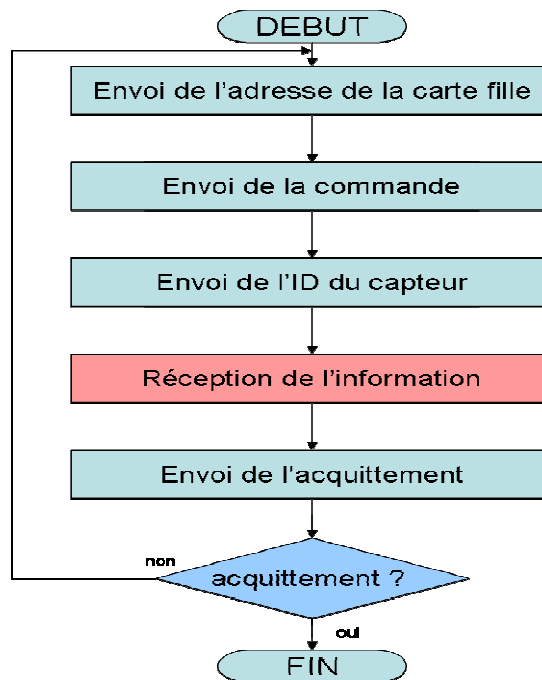 DEBUT
Envoi de l'adresse de la carte fille
Envoi de la commande
Envoi de l'ID du capteur
Réception de l'information
Envoi de l'acquittement
non
acquittement ?
oui
FIN